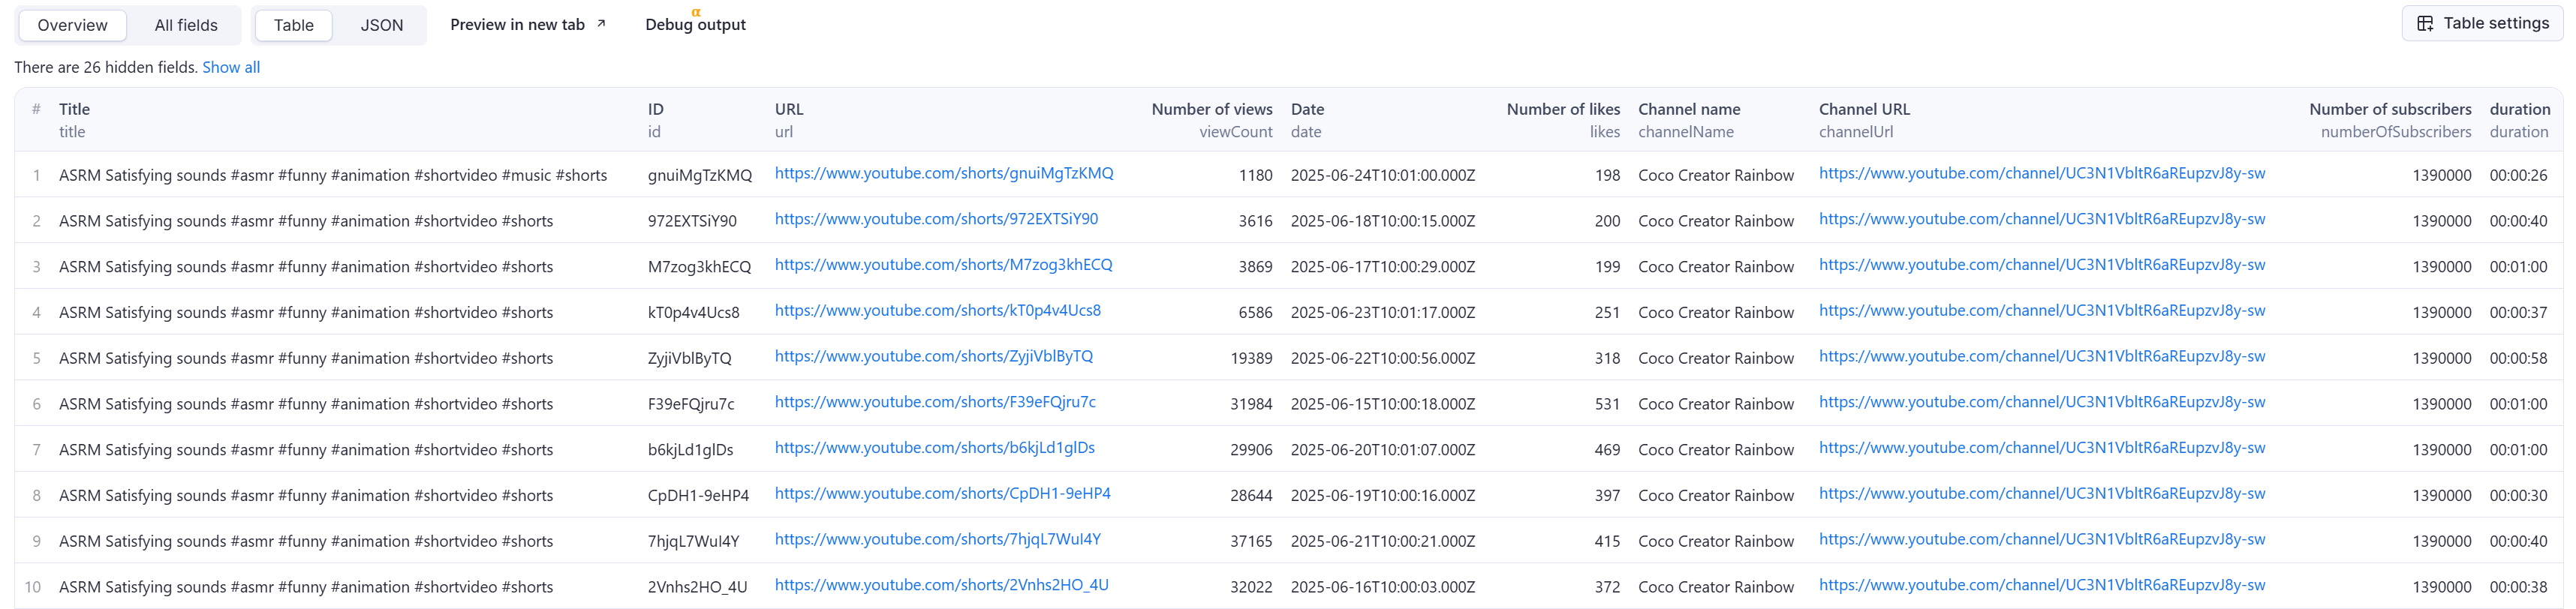 Overview All fields Table JSON Preview in new tab ↗ Debug output α Table settings
There are 26 hidden fields. Show all
# Title ID URL Number of views Date Number of likes Channel name Channel URL Number of subscribers duration
title id url viewCount date likes channelName channelUrl numberOfSubscribers duration
1 ASRM Satisfying sounds #asmr #funny #animation #shortvideo #music #shorts gnuiMgTzKMQ https://www.youtube.com/shorts/gnuiMgTzKMQ 1180 2025-06-24T10:01:00.000Z 198 Coco Creator Rainbow https://www.youtube.com/channel/UC3N1VbltR6aREupzvJ8y-sw 1390000 00:00:26
2 ASRM Satisfying sounds #asmr #funny #animation #shortvideo #shorts 972EXTSiY90 https://www.youtube.com/shorts/972EXTSiY90 3616 2025-06-18T10:00:15.000Z 200 Coco Creator Rainbow https://www.youtube.com/channel/UC3N1VbltR6aREupzvJ8y-sw 1390000 00:00:40
3 ASRM Satisfying sounds #asmr #funny #animation #shortvideo #shorts M7zog3khECQ https://www.youtube.com/shorts/M7zog3khECQ 3869 2025-06-17T10:00:29.000Z 199 Coco Creator Rainbow https://www.youtube.com/channel/UC3N1VbltR6aREupzvJ8y-sw 1390000 00:01:00
4 ASRM Satisfying sounds #asmr #funny #animation #shortvideo #shorts kT0p4v4Ucs8 https://www.youtube.com/shorts/kT0p4v4Ucs8 6586 2025-06-23T10:01:17.000Z 251 Coco Creator Rainbow https://www.youtube.com/channel/UC3N1VbltR6aREupzvJ8y-sw 1390000 00:00:37
5 ASRM Satisfying sounds #asmr #funny #animation #shortvideo #shorts ZyjiVblByTQ https://www.youtube.com/shorts/ZyjiVblByTQ 19389 2025-06-22T10:00:56.000Z 318 Coco Creator Rainbow https://www.youtube.com/channel/UC3N1VbltR6aREupzvJ8y-sw 1390000 00:00:58
6 ASRM Satisfying sounds #asmr #funny #animation #shortvideo #shorts F39eFQjru7c https://www.youtube.com/shorts/F39eFQjru7c 31984 2025-06-15T10:00:18.000Z 531 Coco Creator Rainbow https://www.youtube.com/channel/UC3N1VbltR6aREupzvJ8y-sw 1390000 00:01:00
7 ASRM Satisfying sounds #asmr #funny #animation #shortvideo #shorts b6kjLd1glDs https://www.youtube.com/shorts/b6kjLd1glDs 29906 2025-06-20T10:01:07.000Z 469 Coco Creator Rainbow https://www.youtube.com/channel/UC3N1VbltR6aREupzvJ8y-sw 1390000 00:01:00
8 ASRM Satisfying sounds #asmr #funny #animation #shortvideo #shorts CpDH1-9eHP4 https://www.youtube.com/shorts/CpDH1-9eHP4 28644 2025-06-19T10:00:16.000Z 397 Coco Creator Rainbow https://www.youtube.com/channel/UC3N1VbltR6aREupzvJ8y-sw 1390000 00:00:30
9 ASRM Satisfying sounds #asmr #funny #animation #shortvideo #shorts 7hjqL7WuI4Y https://www.youtube.com/shorts/7hjqL7WuI4Y 37165 2025-06-21T10:00:21.000Z 415 Coco Creator Rainbow https://www.youtube.com/channel/UC3N1VbltR6aREupzvJ8y-sw 1390000 00:00:40
10 ASRM Satisfying sounds #asmr #funny #animation #shortvideo #shorts 2Vnhs2HO_4U https://www.youtube.com/shorts/2Vnhs2HO_4U 32022 2025-06-16T10:00:03.000Z 372 Coco Creator Rainbow https://www.youtube.com/channel/UC3N1VbltR6aREupzvJ8y-sw 1390000 00:00:38